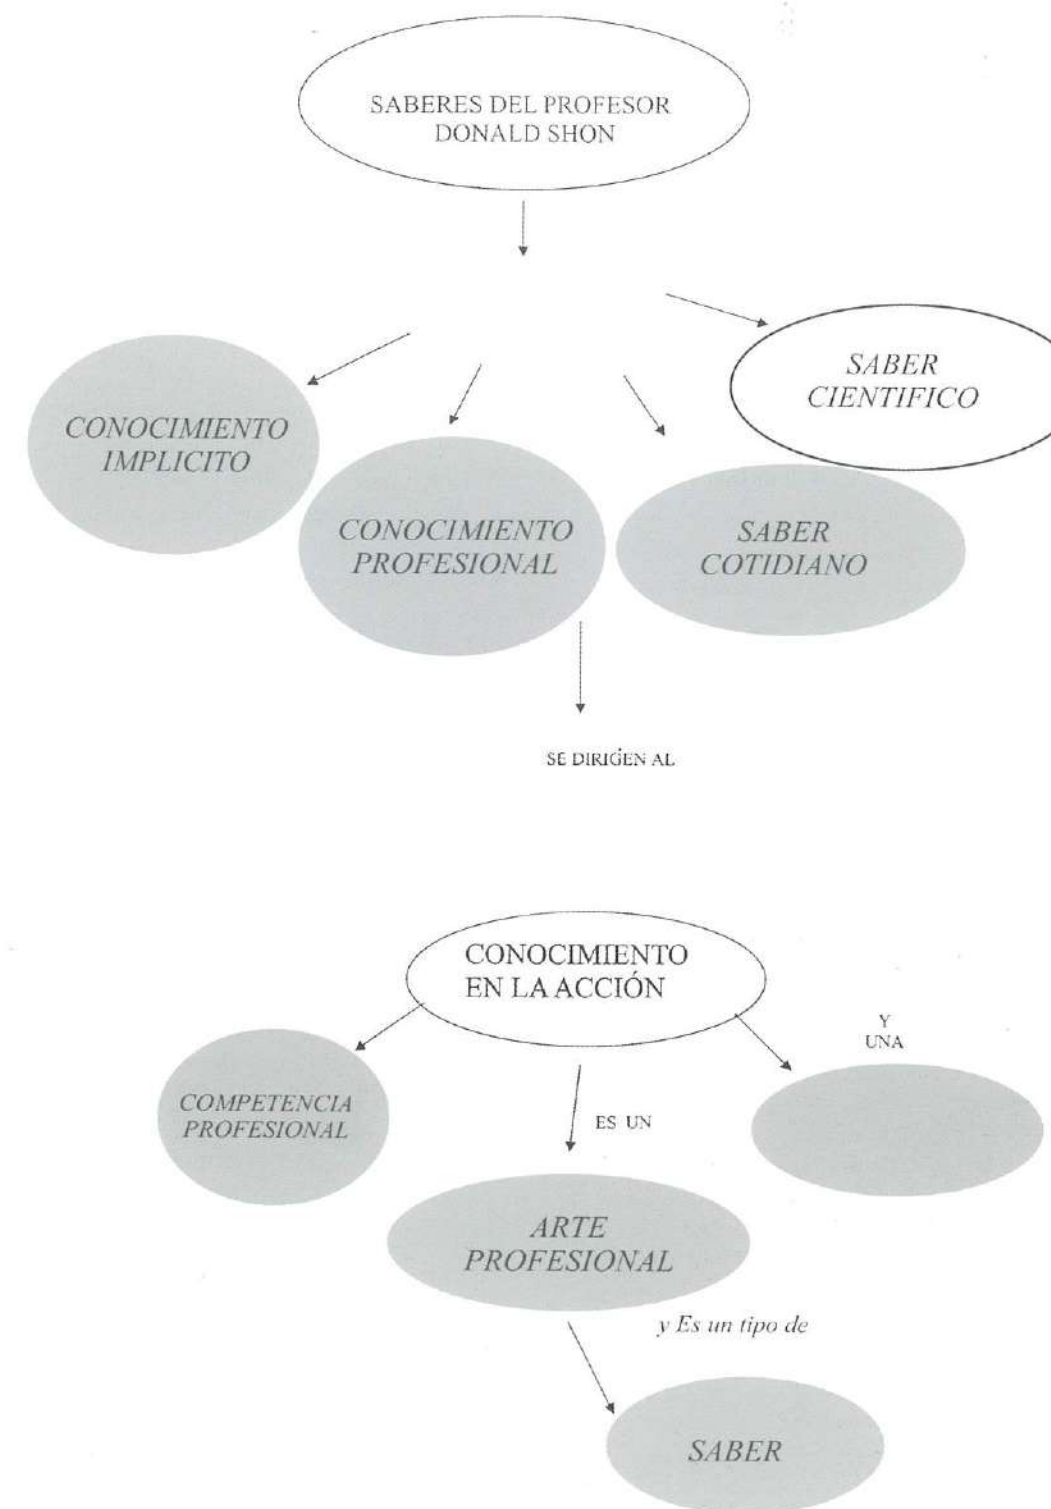 SABERES DEL PROFESOR
DONALD SHON
SABER
CIENTIFICO
CONOCIMIENTO
IMPLICITO
CONOCIMIENTO
PROFESIONAL
SABER
COTIDIANO
SE DIRIGEN AL
CONOCIMIENTO
EN LA ACCIÓN
Y
UNA
COMPETENCIA
PROFESIONAL
ES UN
ARTE
PROFESIONAL
y Es un tipo de
SABER